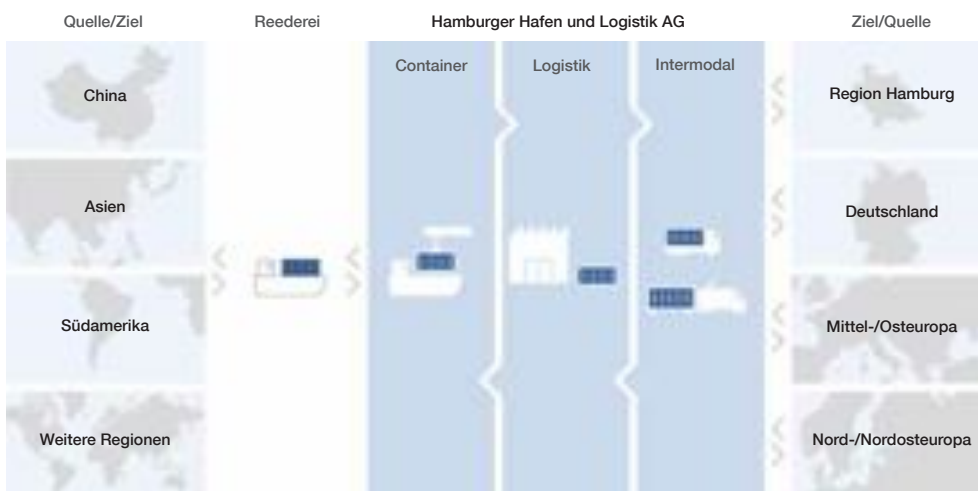 Quelle/Ziel
Reederei
Hamburger Hafen und Logistik AG
Ziel/Quelle
Container
Logistik
Intermodal
China
Asien
Südamerika
Weitere Regionen
Region Hamburg
Deutschland
Mittel-/Osteuropa
Nord-/Nordosteuropa